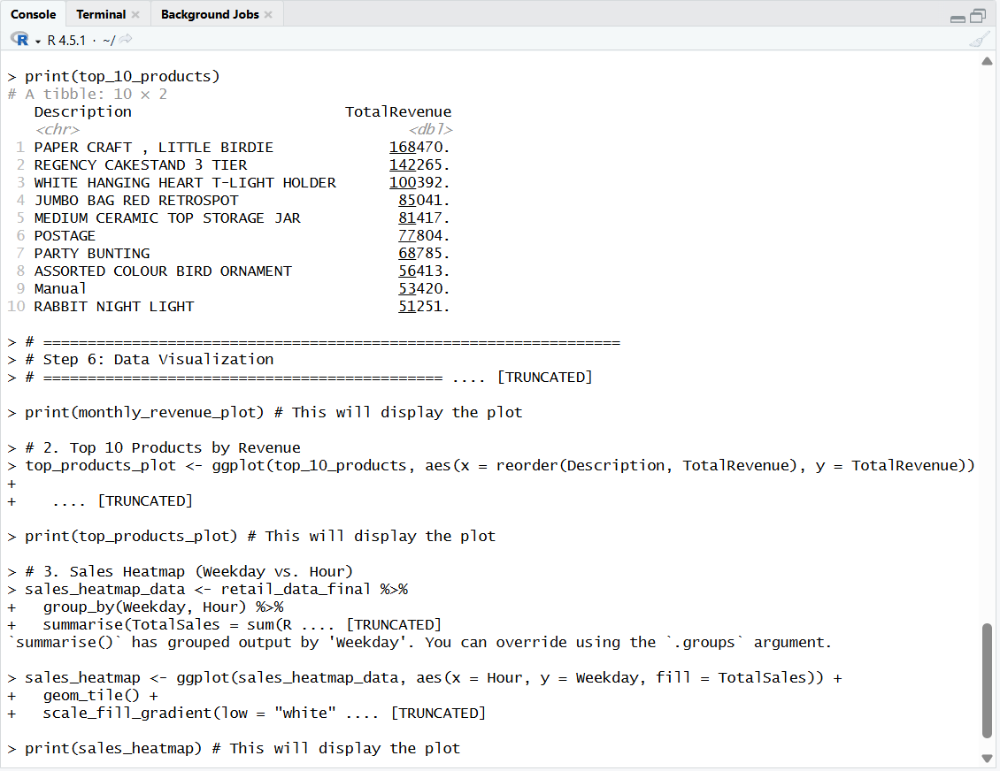 Console Terminal Background Jobs
R R 4.5.1 · ~/
> print(top_10_products)
# A tibble: 10 × 2
   Description                        TotalRevenue
   <chr>                                     <dbl>
 1 PAPER CRAFT , LITTLE BIRDIE             168470.
 2 REGENCY CAKESTAND 3 TIER                142265.
 3 WHITE HANGING HEART T-LIGHT HOLDER      100392.
 4 JUMBO BAG RED RETROSPOT                  85041.
 5 MEDIUM CERAMIC TOP STORAGE JAR           81417.
 6 POSTAGE                                  77804.
 7 PARTY BUNTING                            68785.
 8 ASSORTED COLOUR BIRD ORNAMENT            56413.
 9 Manual                                   53420.
10 RABBIT NIGHT LIGHT                       51251.
> # =================================================================
> # Step 6: Data Visualization
> # ============================================= .... [TRUNCATED]
> print(monthly_revenue_plot) # This will display the plot
> # 2. Top 10 Products by Revenue
> top_products_plot <- ggplot(top_10_products, aes(x = reorder(Description, TotalRevenue), y = TotalRevenue))
+
+    .... [TRUNCATED]
> print(top_products_plot) # This will display the plot
> # 3. Sales Heatmap (Weekday vs. Hour)
> sales_heatmap_data <- retail_data_final %>%
+   group_by(Weekday, Hour) %>%
+   summarise(TotalSales = sum(R .... [TRUNCATED]
`summarise()` has grouped output by 'Weekday'. You can override using the `.groups` argument.
> sales_heatmap <- ggplot(sales_heatmap_data, aes(x = Hour, y = Weekday, fill = TotalSales)) +
+   geom_tile() +
+   scale_fill_gradient(low = "white" .... [TRUNCATED]
> print(sales_heatmap) # This will display the plot